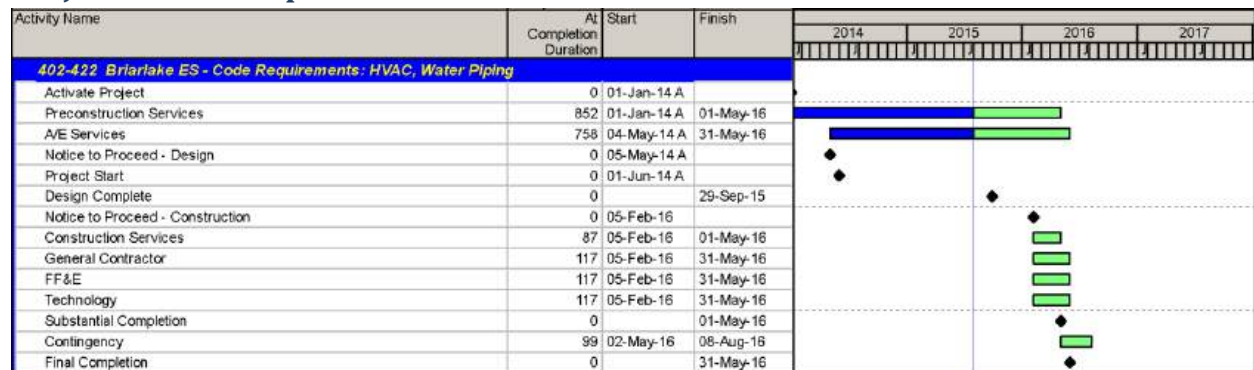 Activity Name At Completion Duration Start Finish
2014 2015 2016 2017
J J J J J J J J
402-422 Briarlake ES - Code Requirements: HVAC, Water Piping
Activate Project 0 01-Jan-14 A
Preconstruction Services 852 01-Jan-14 A 01-May-16
A/E Services 758 04-May-14 A 31-May-16
Notice to Proceed - Design 0 05-May-14 A
Project Start 0 01-Jun-14 A
Design Complete 0 29-Sep-15
Notice to Proceed - Construction 0 05-Feb-16
Construction Services 87 05-Feb-16 01-May-16
General Contractor 117 05-Feb-16 31-May-16
FF&E 117 05-Feb-16 31-May-16
Technology 117 05-Feb-16 31-May-16
Substantial Completion 0 01-May-16
Contingency 99 02-May-16 08-Aug-16
Final Completion 0 31-May-16